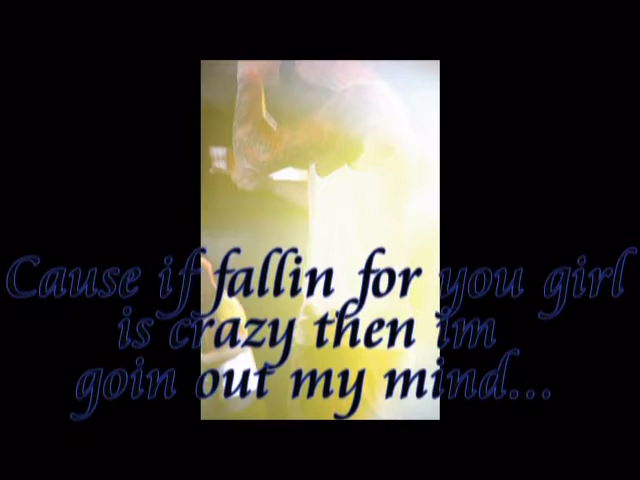 Cause if fallin for you girl
is crazy then im
goin out my mind...